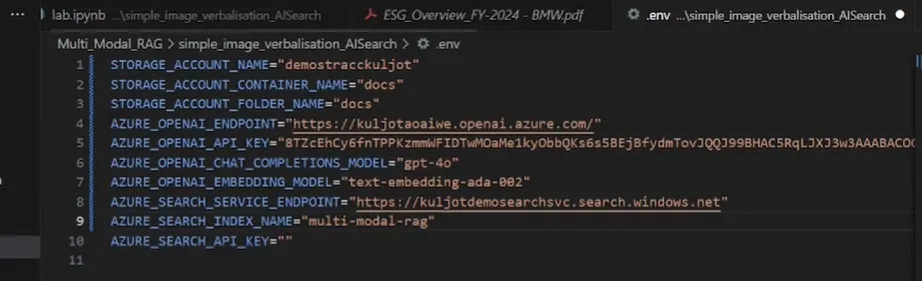 lab.ipynb ...\simple_image_verbalisation_AISearch
ESG_Overview_FY-2024 - BMW.pdf
.env ...\simple_image_verbalisation_AISearch
Multi_Modal_RAG > simple_image_verbalisation_AISearch > .env
1 STORAGE_ACCOUNT_NAME="demostracckuljot"
2 STORAGE_ACCOUNT_CONTAINER_NAME="docs"
3 STORAGE_ACCOUNT_FOLDER_NAME="docs"
4 AZURE_OPENAI_ENDPOINT="https://kuljotaoaiwe.openai.azure.com/"
5 AZURE_OPENAI_API_KEY="
6 AZURE_OPENAI_CHAT_COMPLETIONS_MODEL="gpt-4o"
7 AZURE_OPENAI_EMBEDDING_MODEL="text-embedding-ada-002"
8 AZURE_SEARCH_SERVICE_ENDPOINT="https://kuljotdemosearchsvc.search.windows.net"
9 AZURE_SEARCH_INDEX_NAME="multi-modal-rag"
10 AZURE_SEARCH_API_KEY=""
11